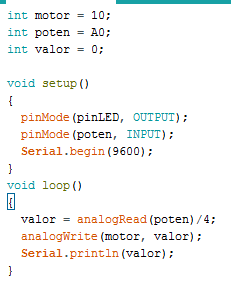 int motor = 10;
int poten = A0;
int valor = 0;

void setup()
{
  pinMode(pinLED, OUTPUT);
  pinMode(poten, INPUT);
  Serial.begin(9600);
}
void loop()
{
  valor = analogRead(poten)/4;
  analogWrite(motor, valor);
  Serial.println(valor);
}